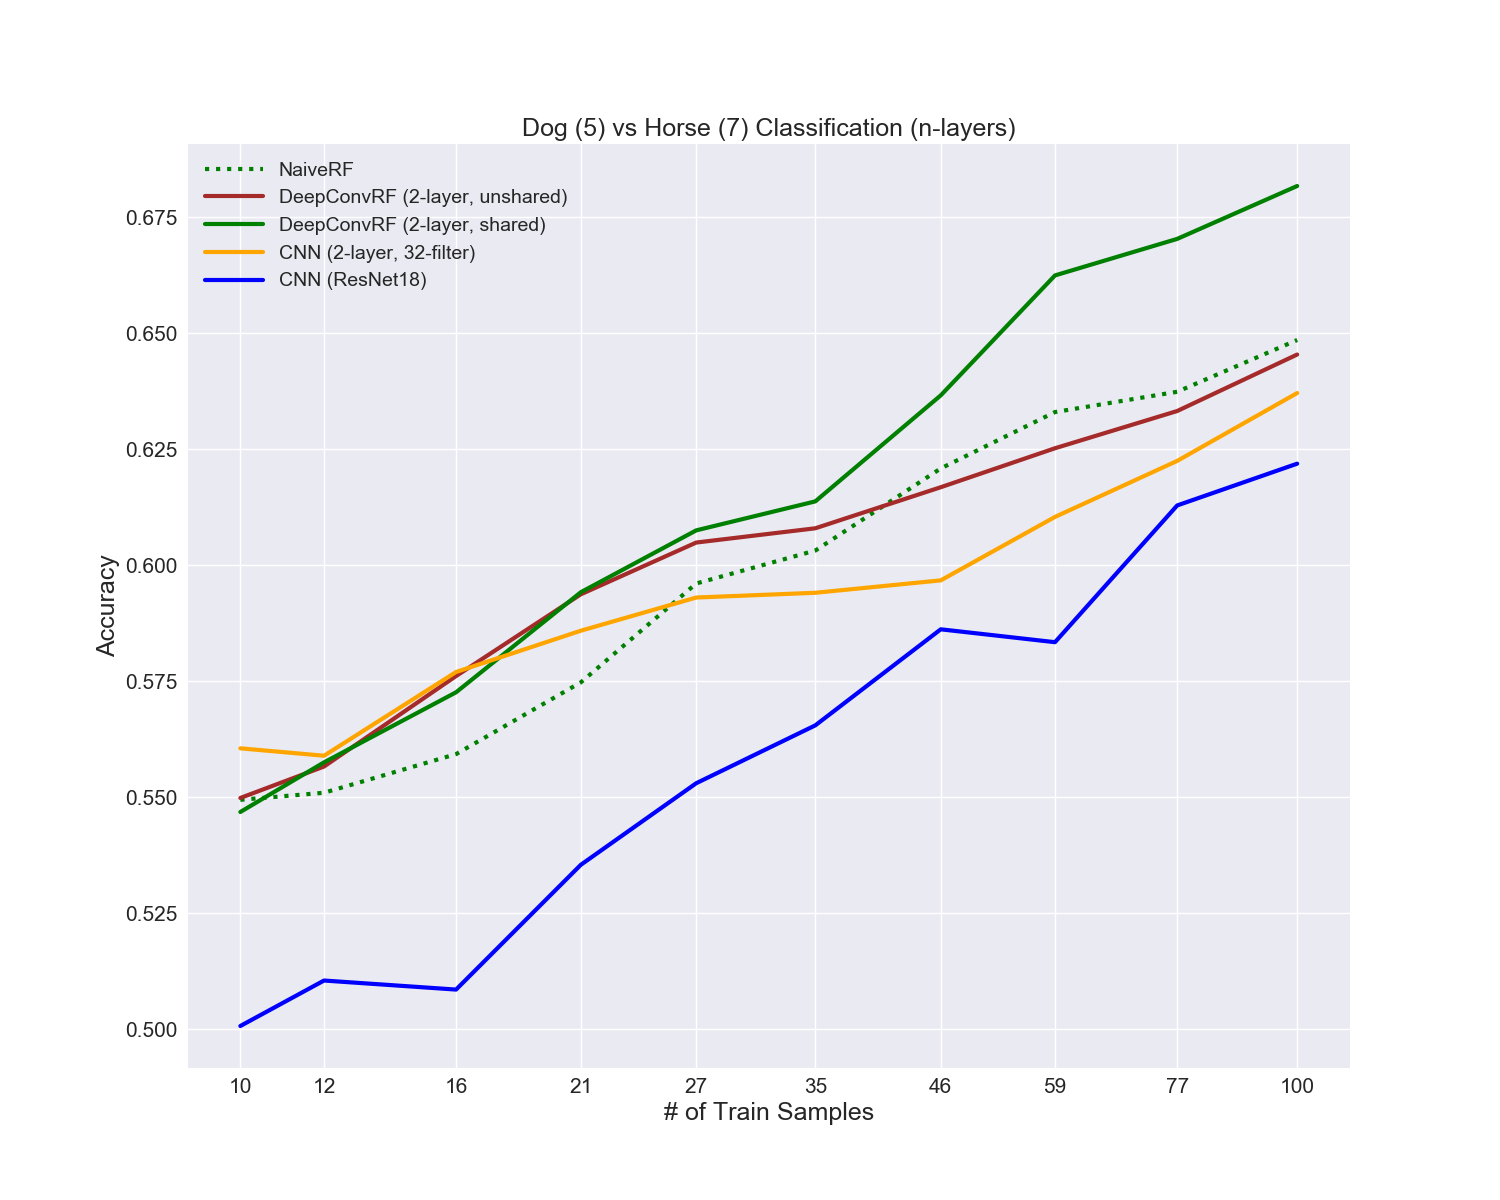 Dog (5) vs Horse (7) Classification (n-layers)
NaiveRF
DeepConvRF (2-layer, unshared)
DeepConvRF (2-layer, shared)
CNN (2-layer, 32-filter)
CNN (ResNet18)
0.675
0.650
0.625
0.600
0.575
0.550
0.525
0.500
Accuracy
10 12 16 21 27 35 46 59 77 100
# of Train Samples